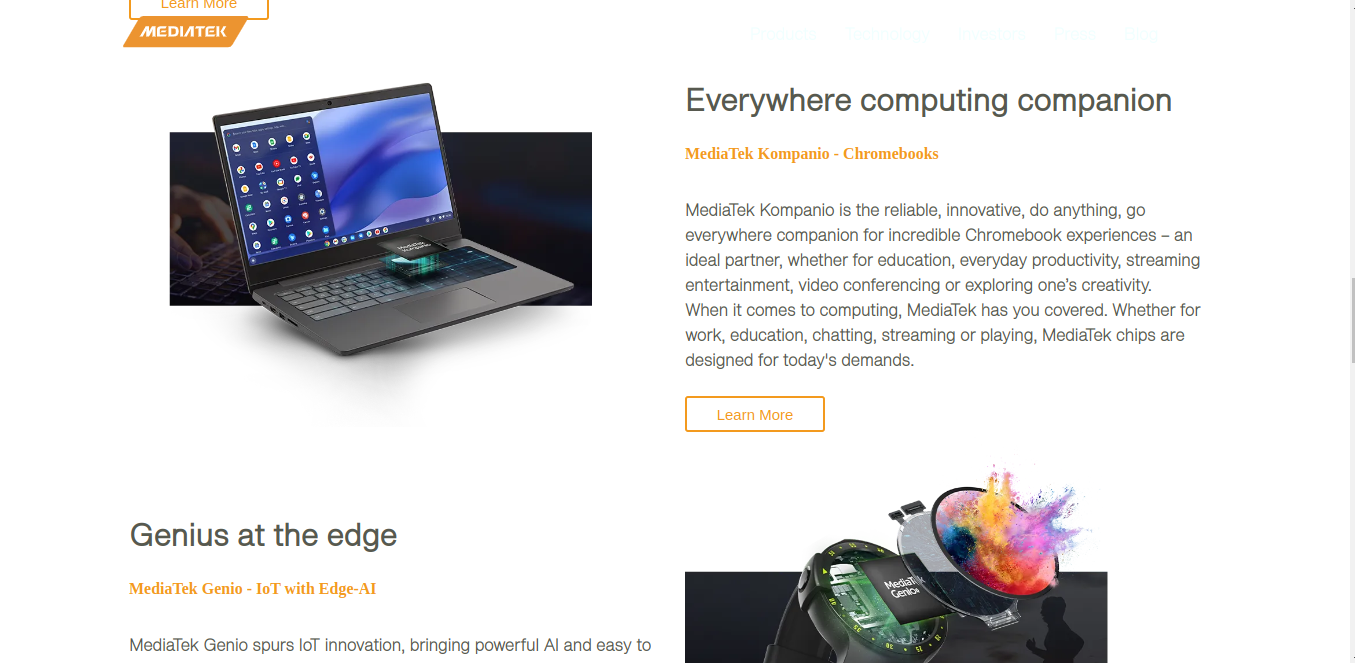 Learn More
MEDIATEK
Products Technology Investors Press Blog
Everywhere computing companion
MediaTek Kompanio - Chromebooks
MediaTek Kompanio is the reliable, innovative, do anything, go
everywhere companion for incredible Chromebook experiences – an
ideal partner, whether for education, everyday productivity, streaming
entertainment, video conferencing or exploring one's creativity.
When it comes to computing, MediaTek has you covered. Whether for
work, education, chatting, streaming or playing, MediaTek chips are
designed for today's demands.
Learn More
MediaTek
Kompanio
Genius at the edge
MediaTek Genio - IoT with Edge-AI
MediaTek Genio spurs IoT innovation, bringing powerful AI and easy to
MediaTek
Genio